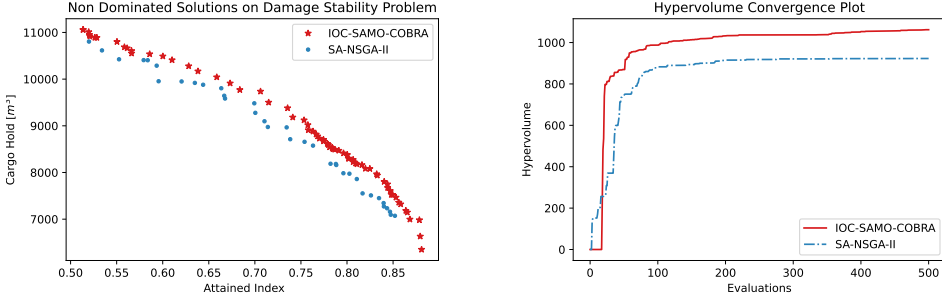 Non Dominated Solutions on Damage Stability Problem
IOC-SAMO-COBRA
SA-NSGA-II
11000
10000
9000
8000
7000
Cargo Hold [m³]
0.50 0.55 0.60 0.65 0.70 0.75 0.80 0.85
Attained Index
Hypervolume Convergence Plot
1000
800
600
400
200
0
Hypervolume
IOC-SAMO-COBRA
SA-NSGA-II
0 100 200 300 400 500
Evaluations